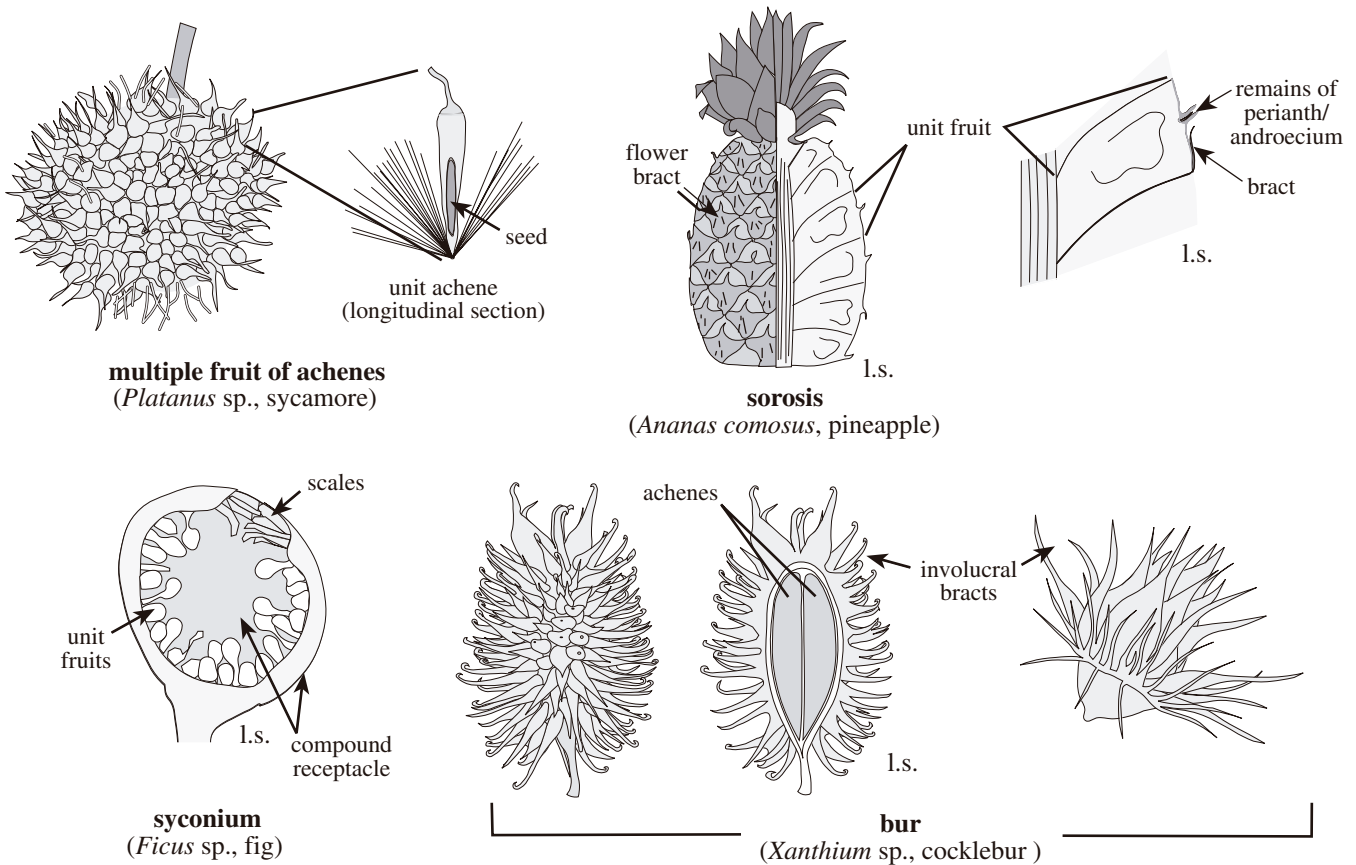 seed
unit achene
(longitudinal section)
multiple fruit of achenes
(Platanus sp., sycamore)
flower
bract
unit fruit
remains of
perianth/
androecium
bract
l.s.
l.s.
sorosis
(Ananas comosus, pineapple)
scales
unit
fruits
l.s.
compound
receptacle
syconium
(Ficus sp., fig)
achenes
involucral
bracts
l.s.
bur
(Xanthium sp., cocklebur )